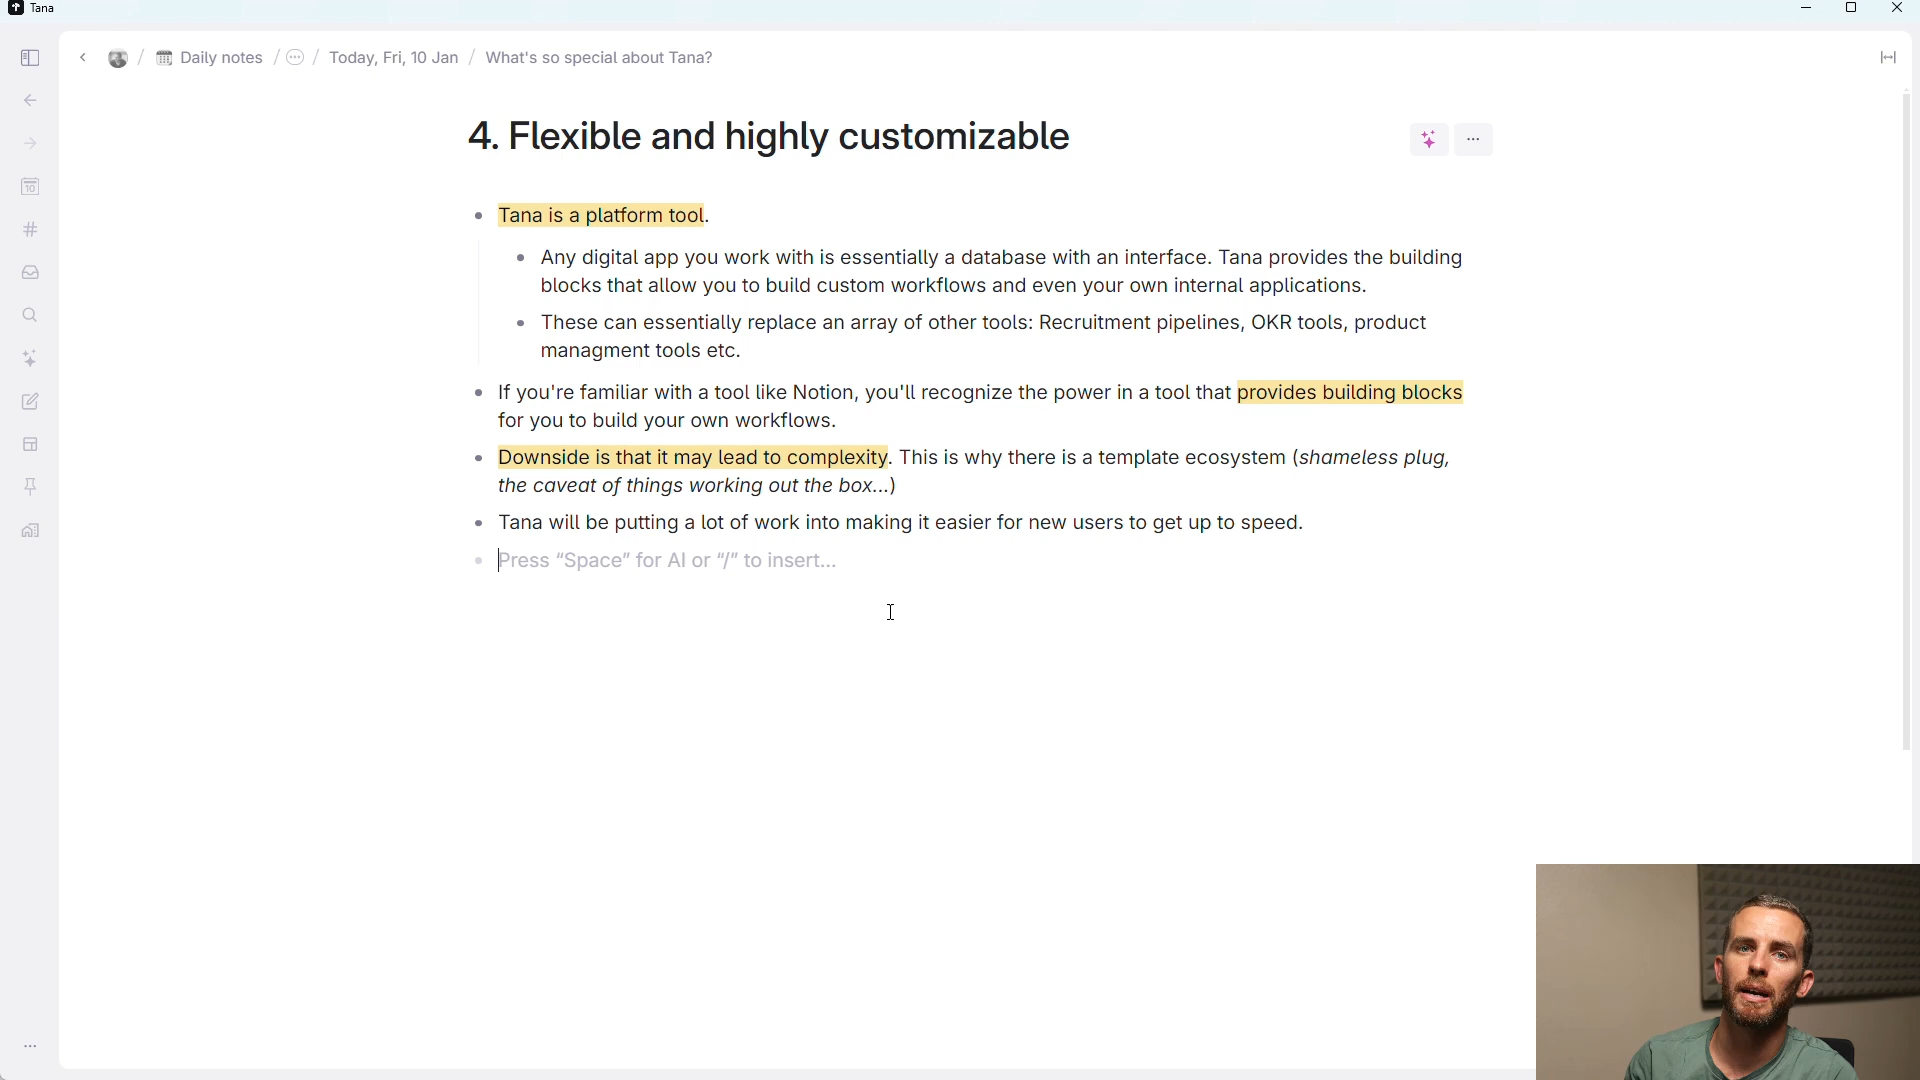 Tana
Daily notes / / Today, Fri, 10 Jan / What's so special about Tana?
4. Flexible and highly customizable
10
Tana is a platform tool.
Any digital app you work with is essentially a database with an interface. Tana provides the building
blocks that allow you to build custom workflows and even your own internal applications.
These can essentially replace an array of other tools: Recruitment pipelines, OKR tools, product
managment tools etc.
If you're familiar with a tool like Notion, you'll recognize the power in a tool that provides building blocks
for you to build your own workflows.
Downside is that it may lead to complexity. This is why there is a template ecosystem (shameless plug,
the caveat of things working out the box...)
Tana will be putting a lot of work into making it easier for new users to get up to speed.
Press “Space” for AI or “/” to insert...